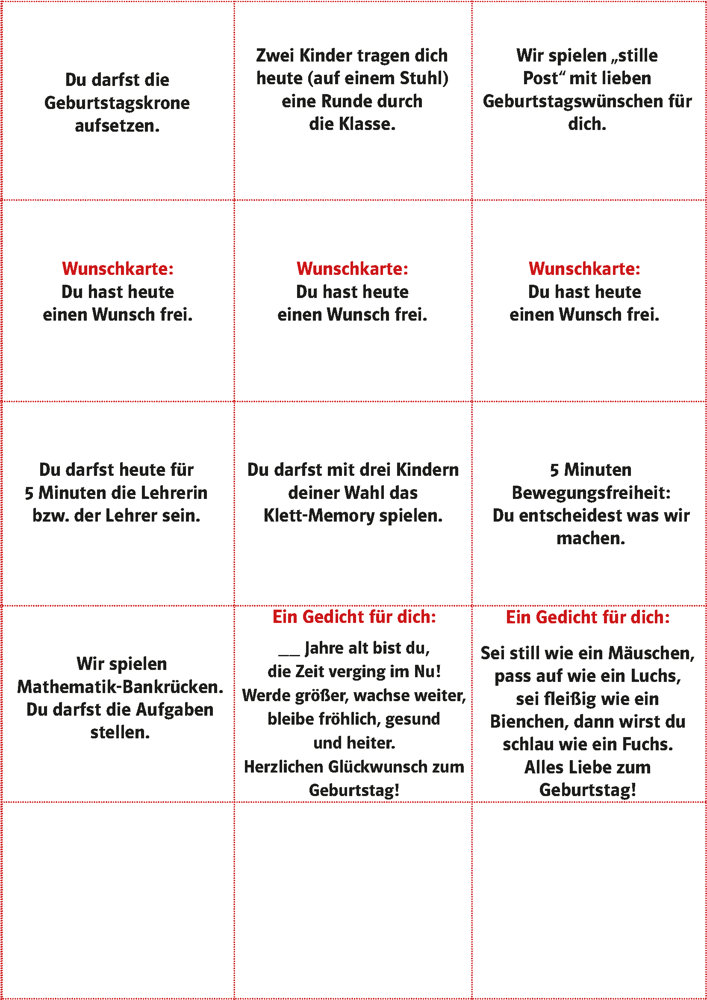 Du darfst die
Geburtstagskrone
aufsetzen.
Zwei Kinder tragen dich
heute (auf einem Stuhl)
eine Runde durch
die Klasse.
Wir spielen „stille
Post“ mit lieben
Geburtstagswünschen für
dich.
Wunschkarte:
Du hast heute
einen Wunsch frei.
Wunschkarte:
Du hast heute
einen Wunsch frei.
Wunschkarte:
Du hast heute
einen Wunsch frei.
Du darfst heute für
5 Minuten die Lehrerin
bzw. der Lehrer sein.
Du darfst mit drei Kindern
deiner Wahl das
Klett-Memory spielen.
5 Minuten
Bewegungsfreiheit:
Du entscheidest was wir
machen.
Wir spielen
Mathematik-Bankrücken.
Du darfst die Aufgaben
stellen.
Ein Gedicht für dich:
__ Jahre alt bist du,
die Zeit verging im Nu!
Werde größer, wachse weiter,
bleibe fröhlich, gesund
und heiter.
Herzlichen Glückwunsch zum
Geburtstag!
Ein Gedicht für dich:
Sei still wie ein Mäuschen,
pass auf wie ein Luchs,
sei fleißig wie ein
Bienchen, dann wirst du
schlau wie ein Fuchs.
Alles Liebe zum
Geburtstag!